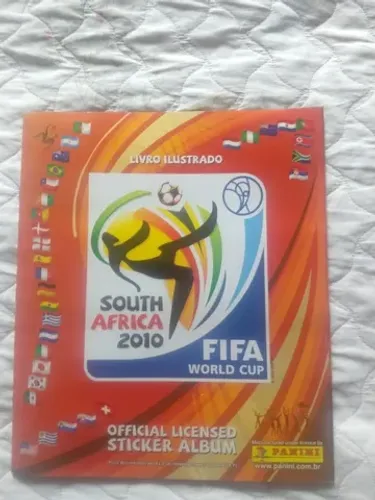 LIVRO ILUSTRADO
SOUTH
AFRICA
2010
FIFA
WORLD CUP
OFFICIAL LICENSED
STICKER ALBUM
PANINI
www.panini.com.br